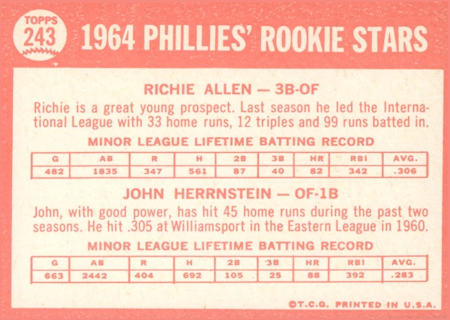 TOPPS
243
1964 PHILLIES' ROOKIE STARS
RICHIE ALLEN — 3B-OF
Richie is a great young prospect. Last season he led the Interna-
tional League with 33 home runs, 12 triples and 99 runs batted in.
MINOR LEAGUE LIFETIME BATTING RECORD
G AB R H 2B 3B HR RBI AVG.
482 1835 347 561 87 40 82 342 .306
JOHN HERRNSTEIN — OF-1B
John, with good power, has hit 45 home runs during the past two
seasons. He hit .305 at Williamsport in the Eastern League in 1960.
MINOR LEAGUE LIFETIME BATTING RECORD
G AB R H 2B 3B HR RBI AVG.
663 2442 404 692 105 25 88 392 .283
©T.C.G. PRINTED IN U.S.A.